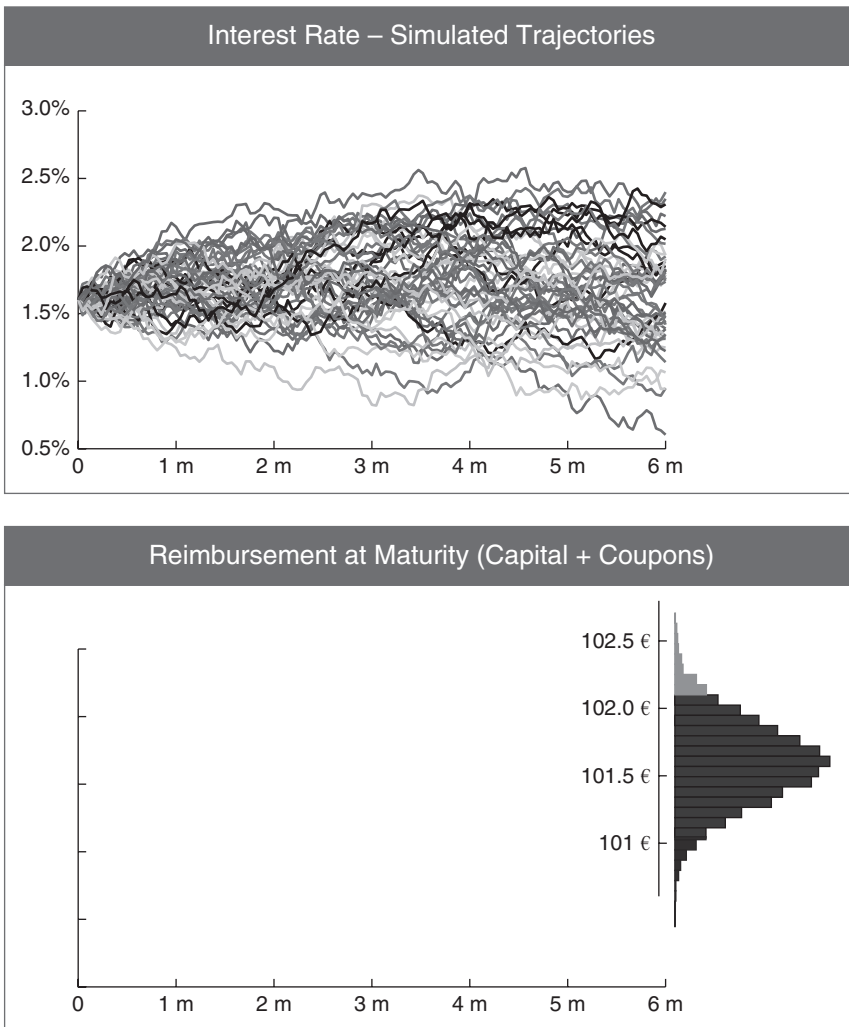 Interest Rate – Simulated Trajectories
3.0%
2.5%
2.0%
1.5%
1.0%
0.5%
0 1 m 2 m 3 m 4 m 5 m 6 m
Reimbursement at Maturity (Capital + Coupons)
102.5 €
102.0 €
101.5 €
101 €
0 1 m 2 m 3 m 4 m 5 m 6 m